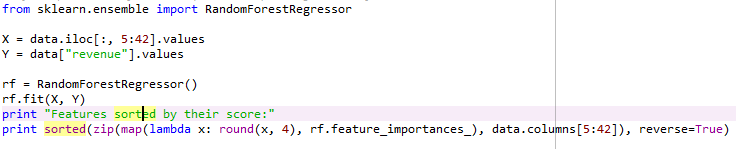 from sklearn.ensemble import RandomForestRegressor
X = data.iloc[:, 5:42].values
Y = data["revenue"].values
rf = RandomForestRegressor()
rf.fit(X, Y)
print "Features sorted by their score:"
print sorted(zip(map(lambda x: round(x, 4), rf.feature_importances_), data.columns[5:42]), reverse=True)